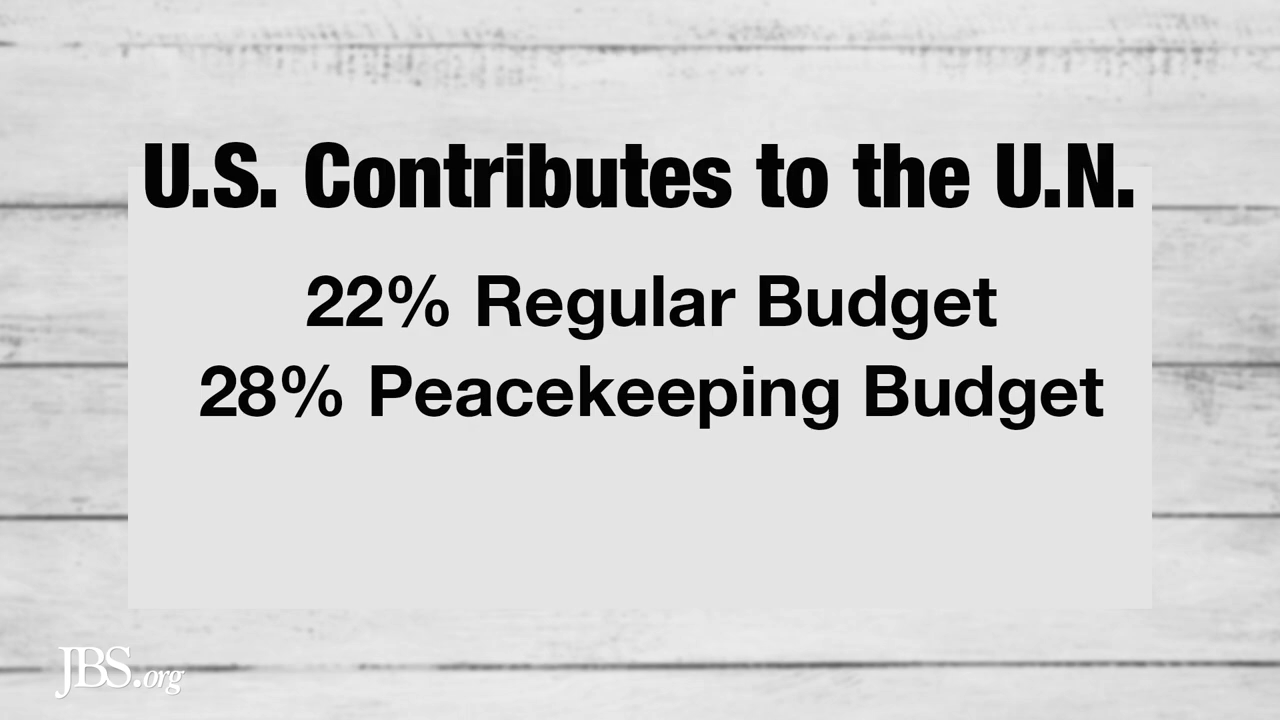 U.S. Contributes to the U.N.
22% Regular Budget
28% Peacekeeping Budget
JBS.org